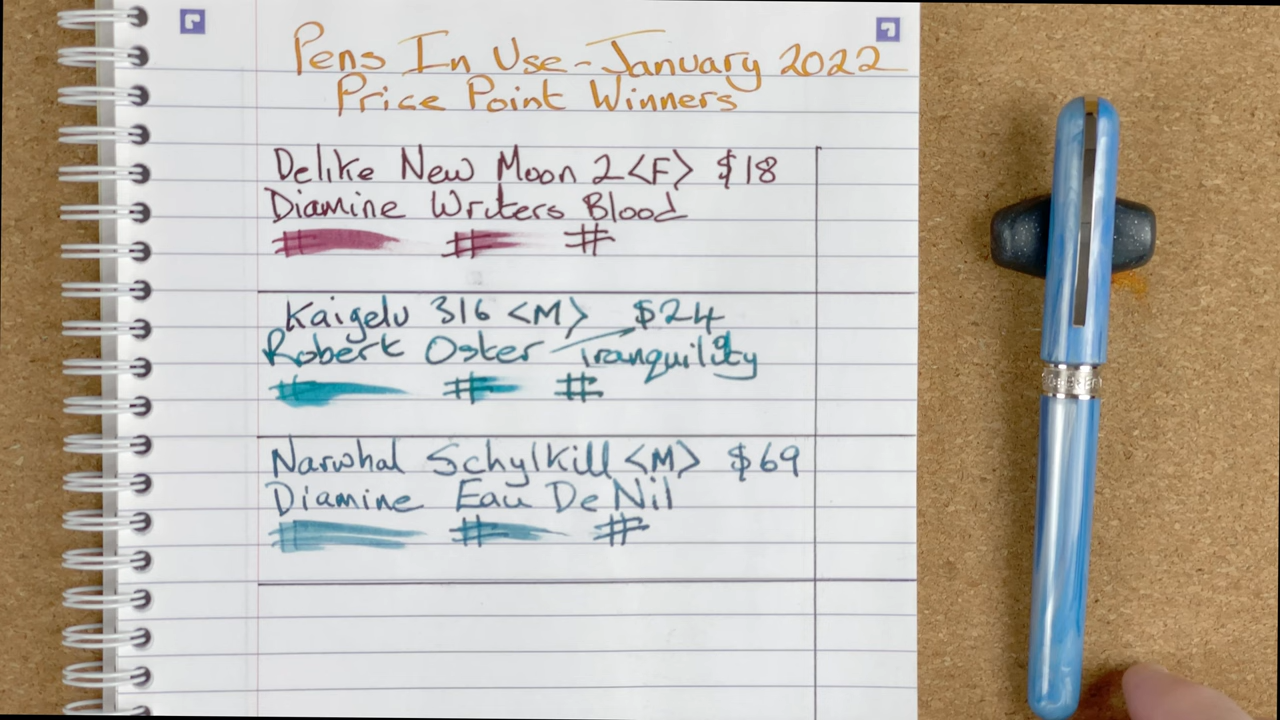 Pens In Use - January 2022
Price Point Winners
Delike New Moon 2 <F> $18
Diamine Writers Blood
Kaigelu 316 <M> $24
Robert Oster Tranquility
Narwhal Schylkill <M> $69
Diamine Eau De Nil